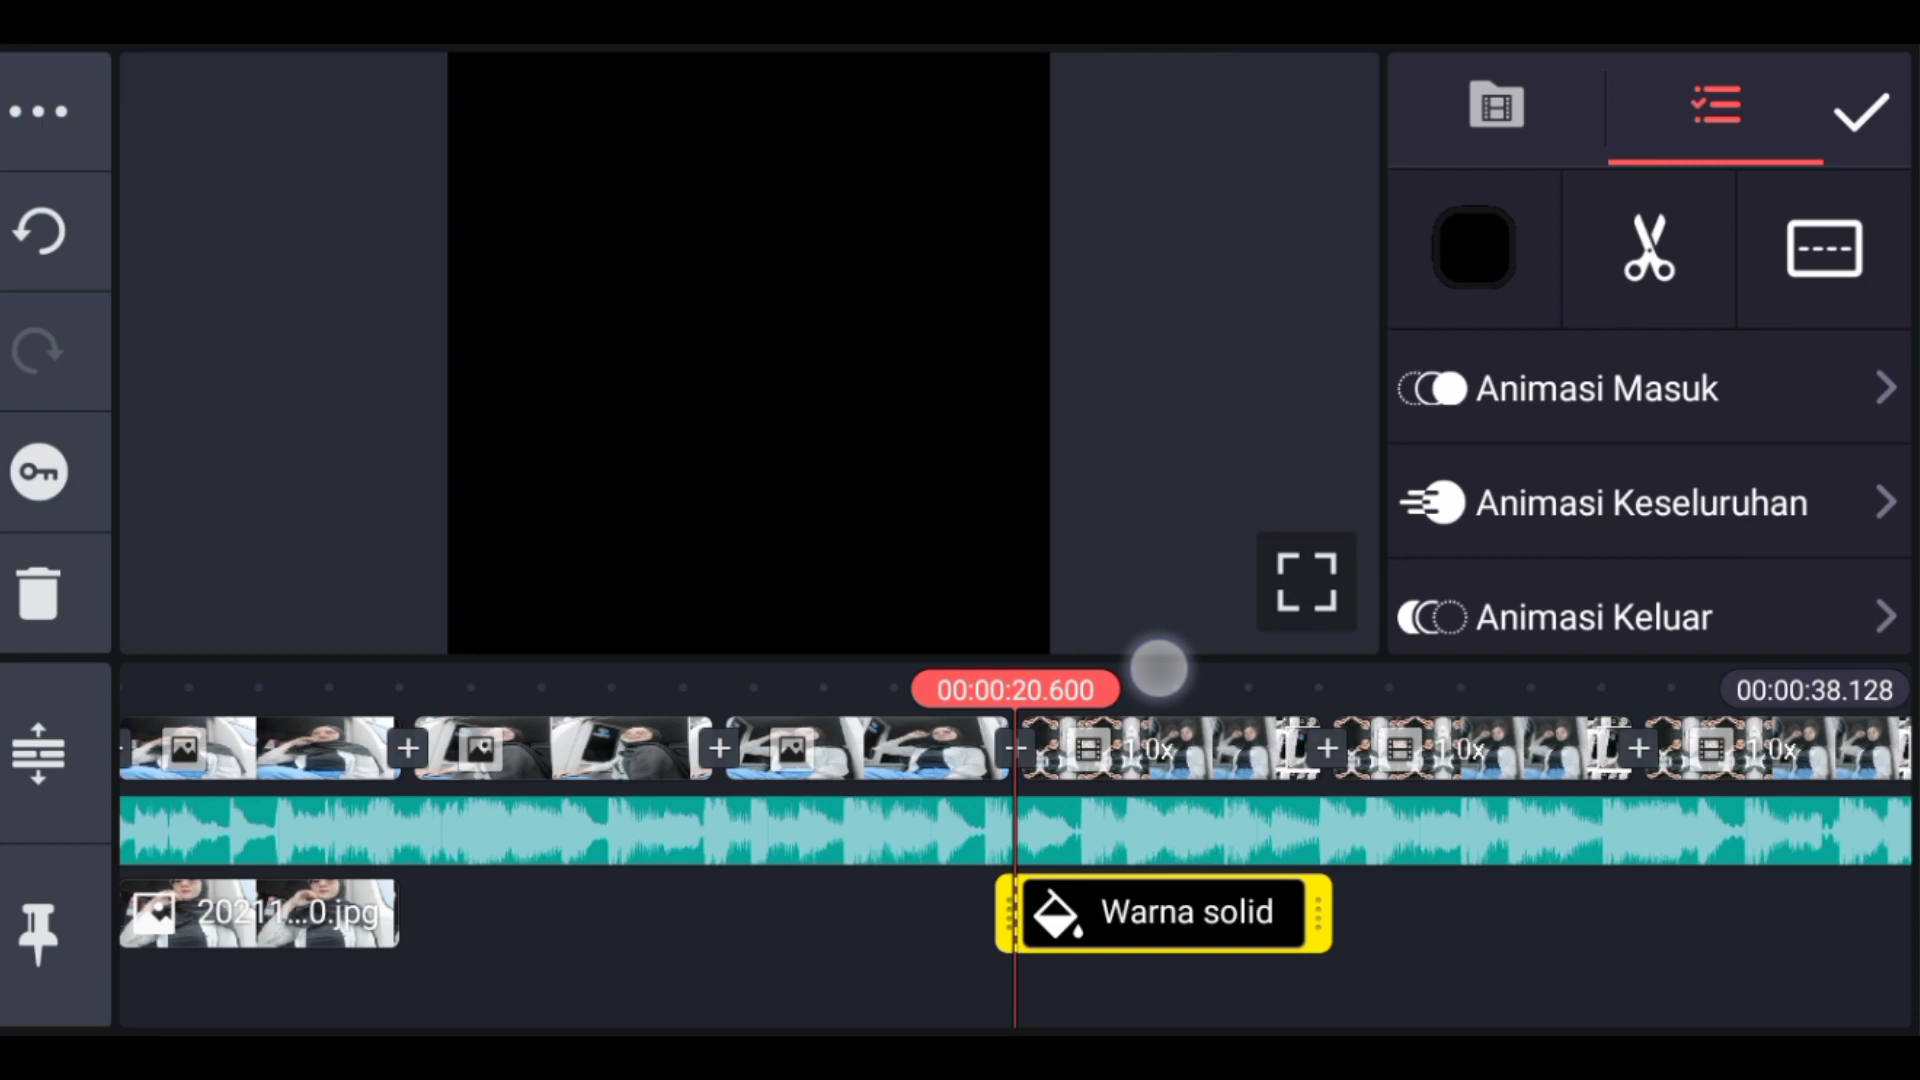 Animasi Masuk
Animasi Keseluruhan
Animasi Keluar
00:00:20.600
00:00:38.128
1.0x
1.0x
1.0x
20211...0.jpg
Warna solid